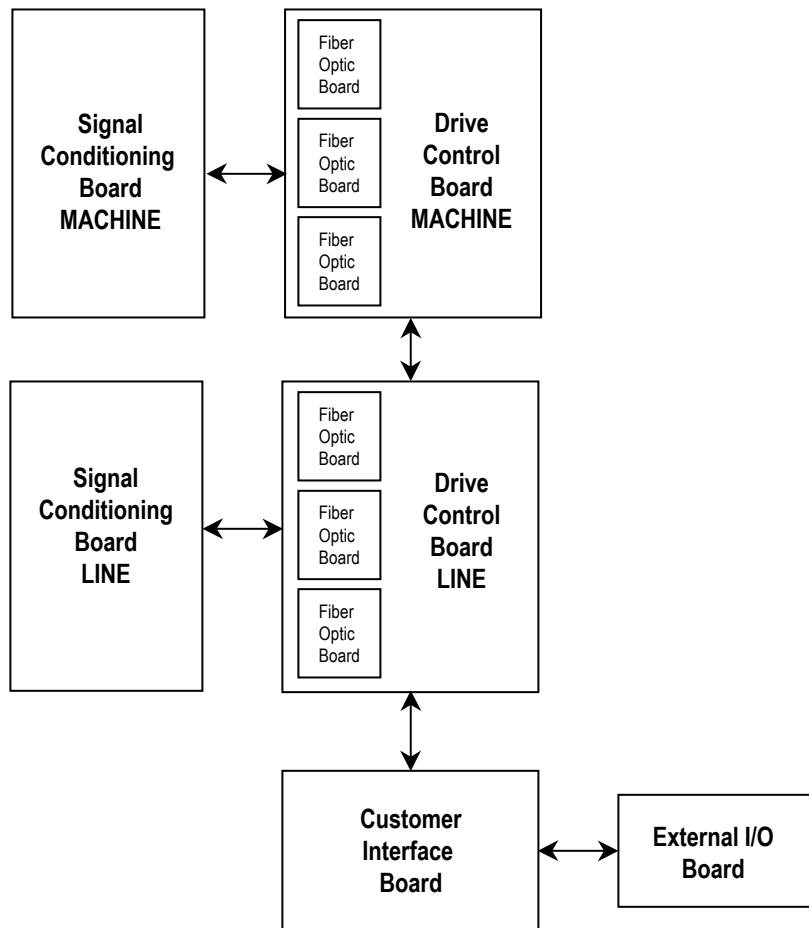 Signal
Conditioning
Board
MACHINE
Fiber
Optic
Board
Fiber
Optic
Board
Fiber
Optic
Board
Drive
Control
Board
MACHINE
Signal
Conditioning
Board
LINE
Fiber
Optic
Board
Fiber
Optic
Board
Fiber
Optic
Board
Drive
Control
Board
LINE
Customer
Interface
Board
External I/O
Board